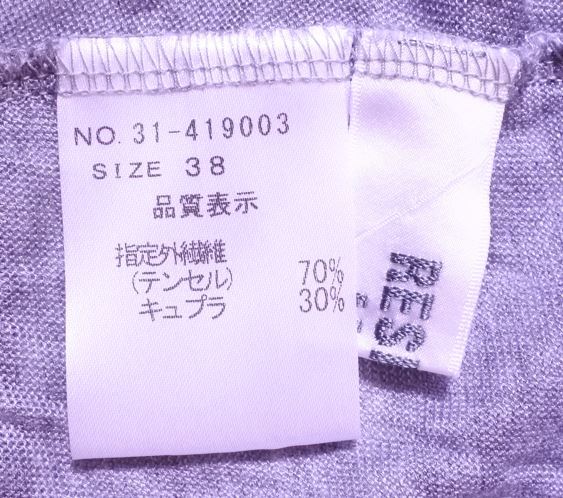 NO. 31-419003
SIZE 38
品質表示
指定外繊維
(テンセル) 70%
キュプラ 30%